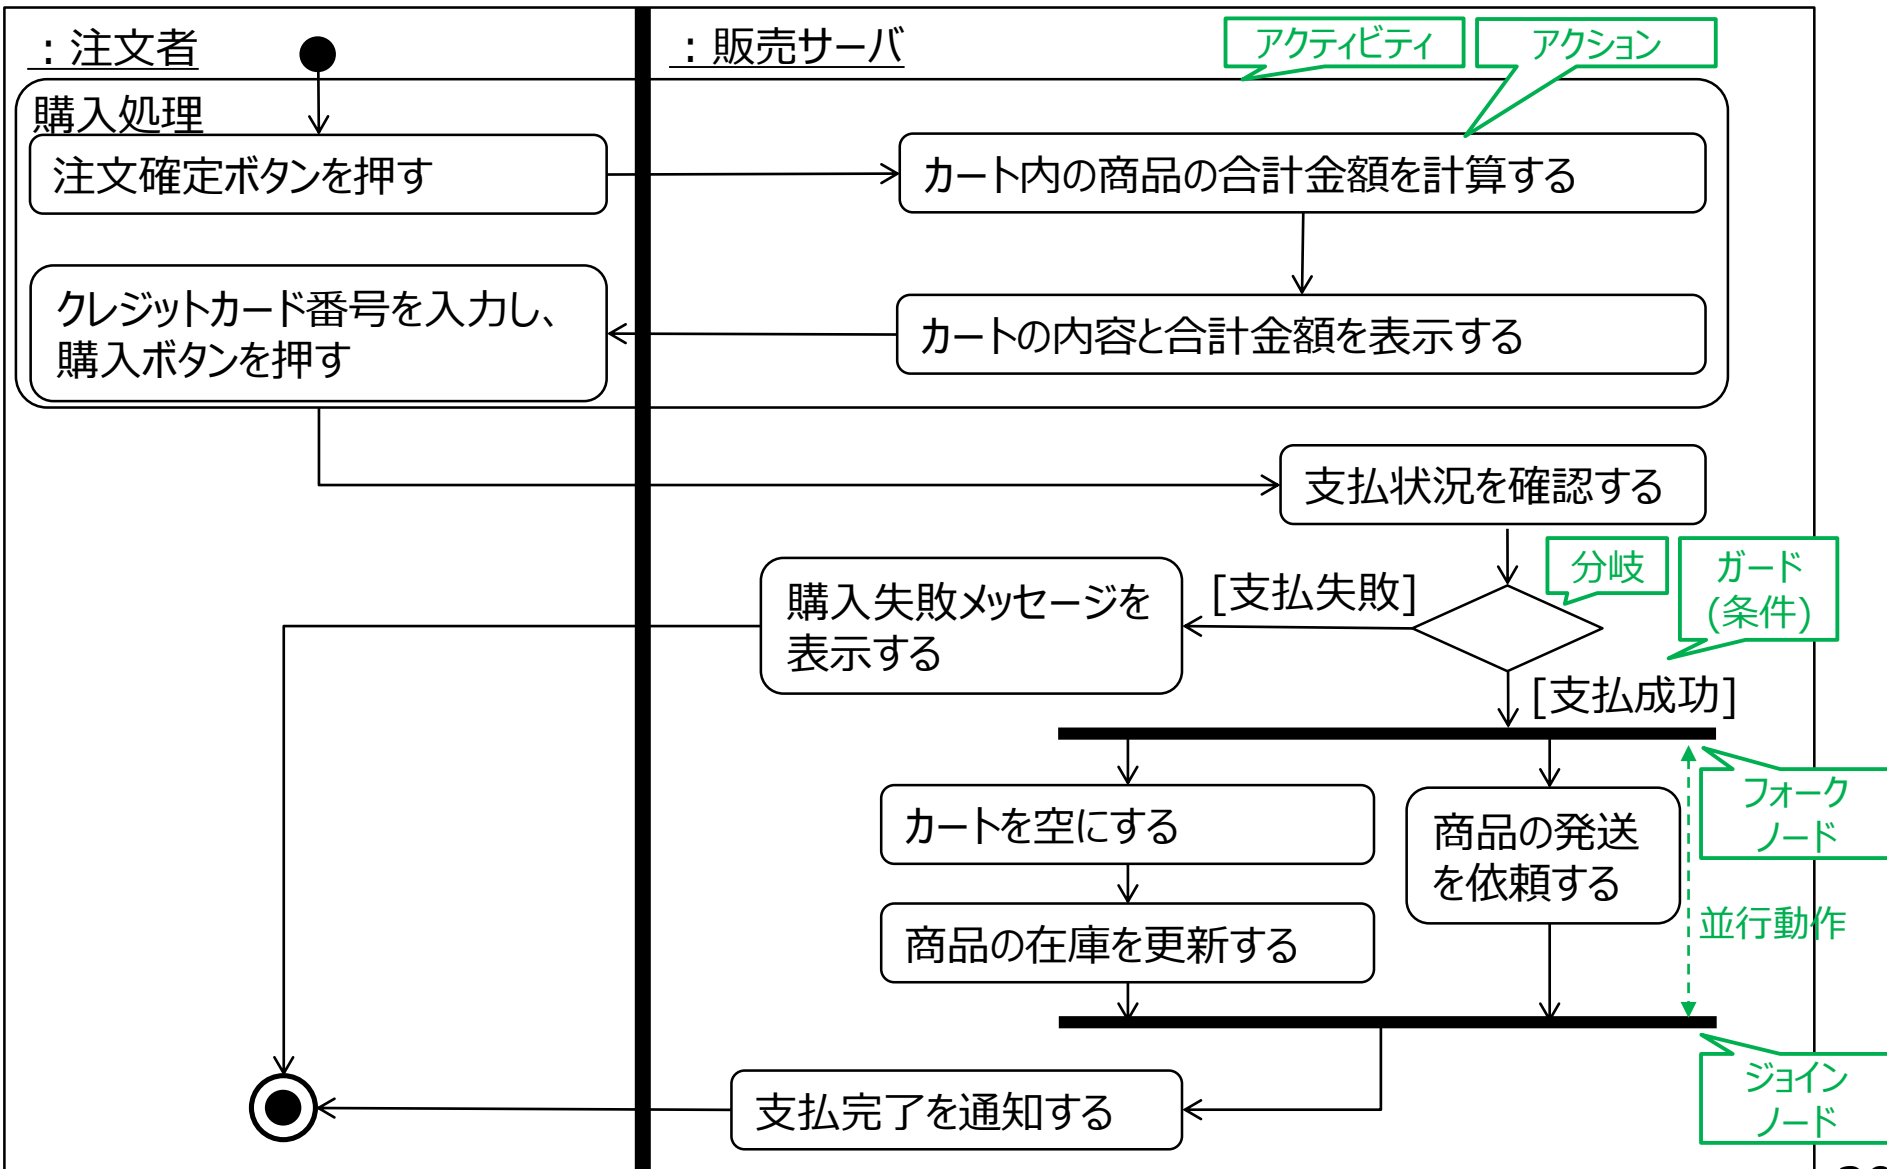 ：注文者
：販売サーバ
アクティビティ
アクション
購入処理
注文確定ボタンを押す
カート内の商品の合計金額を計算する
クレジットカード番号を入力し、
購入ボタンを押す
カートの内容と合計金額を表示する
支払状況を確認する
分岐
ガード
(条件)
[支払失敗]
購入失敗メッセージを
表示する
[支払成功]
フォーク
ノード
カートを空にする
商品の発送
を依頼する
並行動作
商品の在庫を更新する
ジョイン
ノード
支払完了を通知する